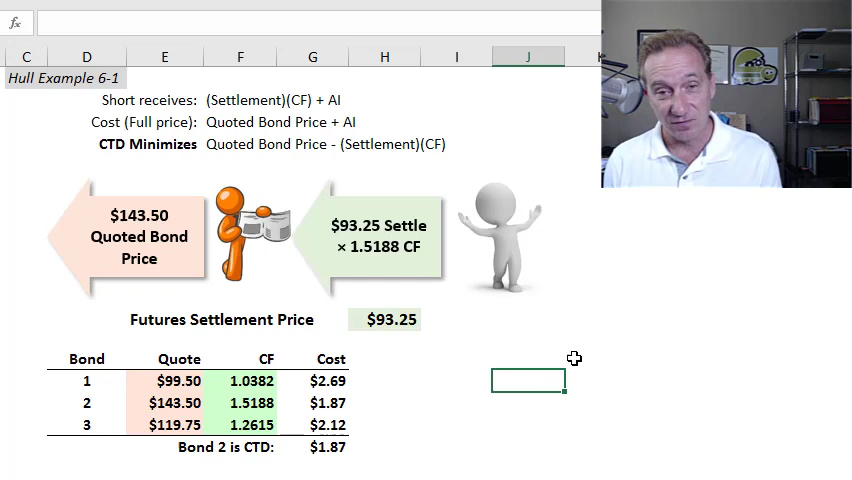 fx
C D E F G H I J
Hull Example 6-1
Short receives: (Settlement)(CF) + AI
Cost (Full price): Quoted Bond Price + AI
CTD Minimizes Quoted Bond Price - (Settlement)(CF)
$143.50
Quoted Bond
Price
$93.25 Settle
× 1.5188 CF
Futures Settlement Price $93.25
Bond Quote CF Cost
1 $99.50 1.0382 $2.69
2 $143.50 1.5188 $1.87
3 $119.75 1.2615 $2.12
Bond 2 is CTD: $1.87